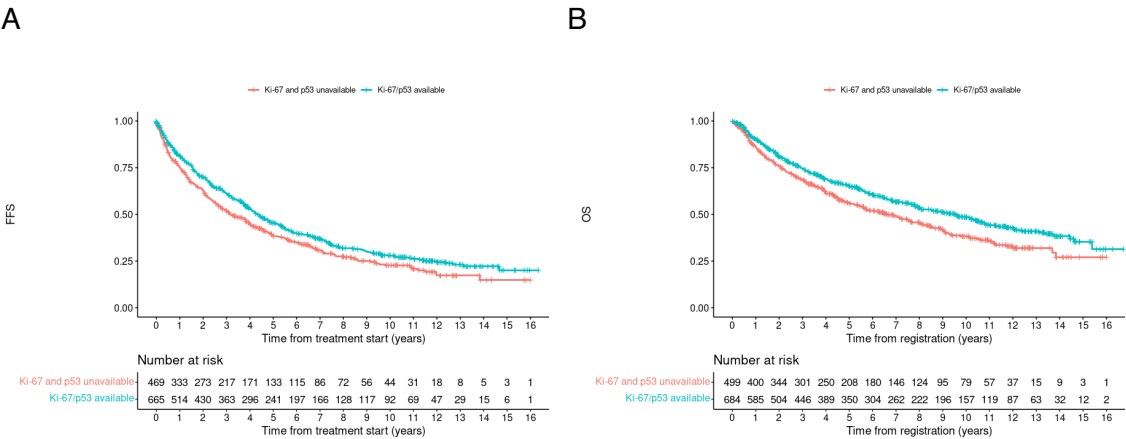 A
Ki-67 and p53 unavailable Ki-67/p53 available
FFS
1.00
0.75
0.50
0.25
0.00
0 1 2 3 4 5 6 7 8 9 10 11 12 13 14 15 16
Time from treatment start (years)
Number at risk
Ki-67 and p53 unavailable 469 333 273 217 171 133 115 86 72 56 44 31 18 8 5 3 1
Ki-67/p53 available 665 514 430 363 296 241 197 166 128 117 92 69 47 29 15 6 1
0 1 2 3 4 5 6 7 8 9 10 11 12 13 14 15 16
Time from treatment start (years)
B
Ki-67 and p53 unavailable Ki-67/p53 available
OS
1.00
0.75
0.50
0.25
0.00
0 1 2 3 4 5 6 7 8 9 10 11 12 13 14 15 16
Time from registration (years)
Number at risk
Ki-67 and p53 unavailable 499 400 344 301 250 208 180 146 124 95 79 57 37 15 9 3 1
Ki-67/p53 available 684 585 504 446 389 350 304 262 222 196 157 119 87 63 32 12 2
0 1 2 3 4 5 6 7 8 9 10 11 12 13 14 15 16
Time from registration (years)